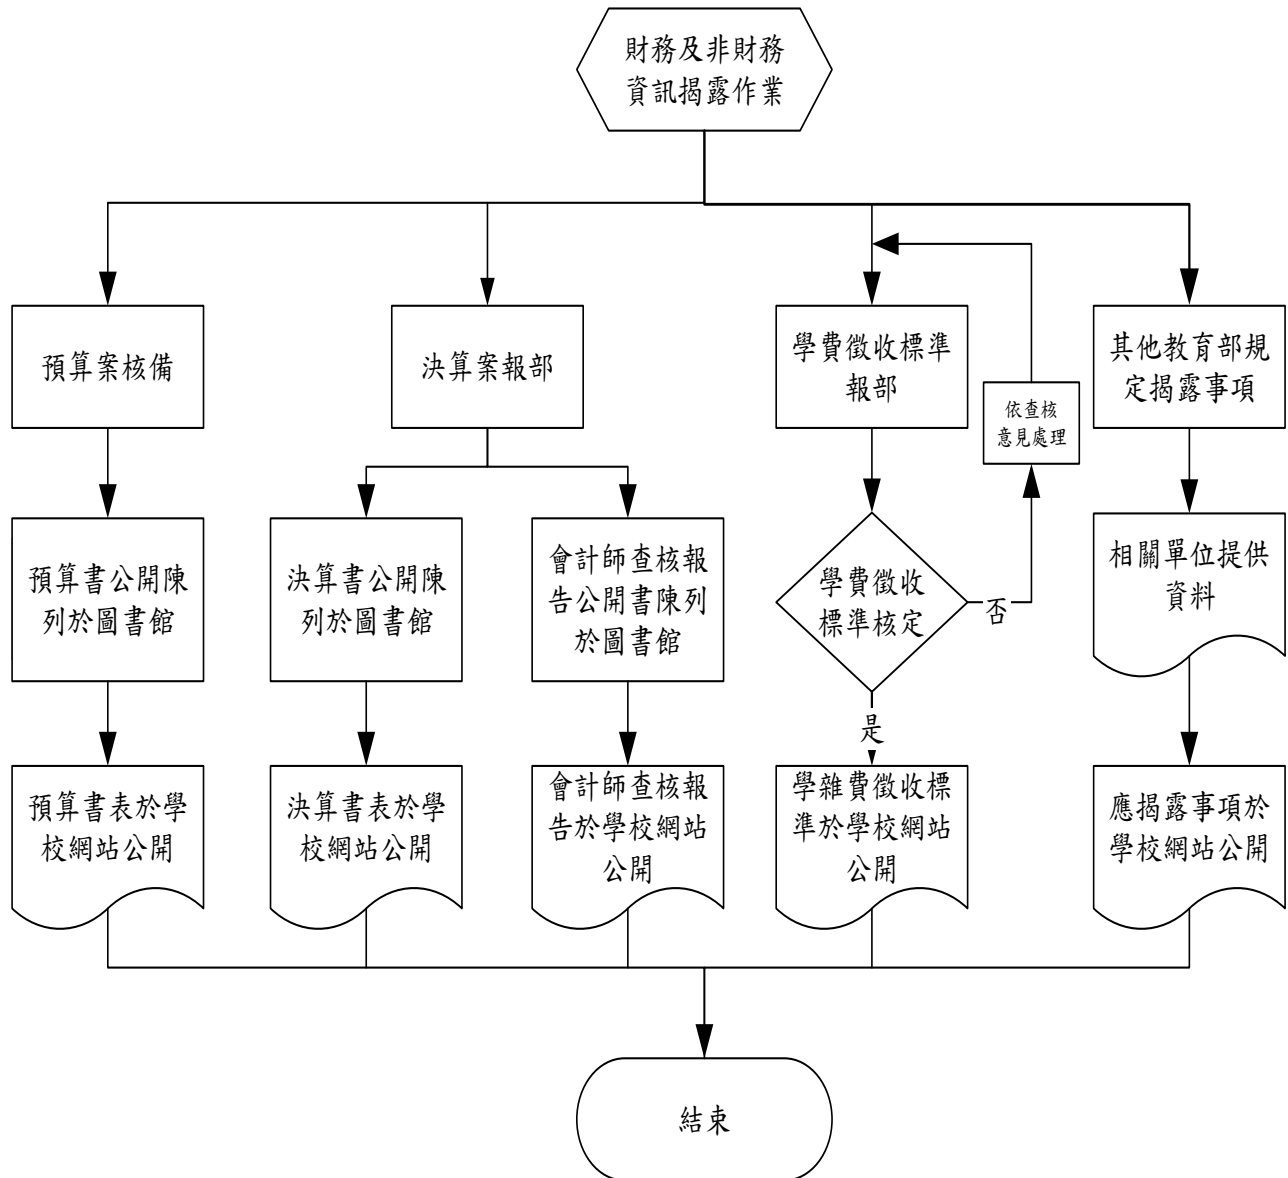 財務及非財務
資訊揭露作業
預算案核備
決算案報部
學費徵收標準
報部
其他教育部規
定揭露事項
依查核
意見處理
預算書公開陳
列於圖書館
決算書公開陳
列於圖書館
會計師查核報
告公開書陳列
於圖書館
學費徵收
標準核定
否
相關單位提供
資料
是
預算書表於學
校網站公開
決算書表於學
校網站公開
會計師查核報
告於學校網站
公開
學雜費徵收標
準於學校網站
公開
應揭露事項於
學校網站公開
結束